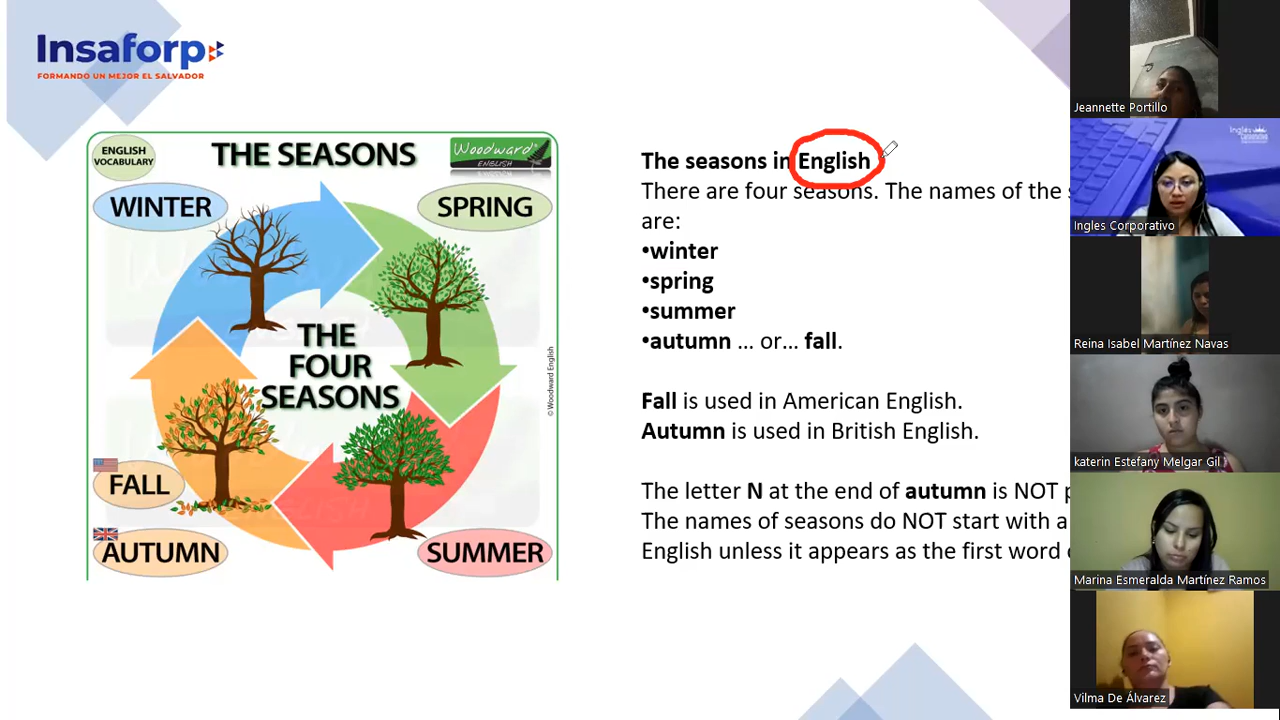 Insaforp
FORMANDO UN MEJOR EL SALVADOR
ENGLISH
VOCABULARY
THE SEASONS
Woodward
ENGLISH
WINTER
SPRING
THE
FOUR
SEASONS
FALL
AUTUMN
SUMMER
© Woodward English
The seasons in English
There are four seasons. The names of the
are:
•winter
•spring
•summer
•autumn ... or... fall.
Fall is used in American English.
Autumn is used in British English.
The letter N at the end of autumn is NOT
The names of seasons do NOT start with a
English unless it appears as the first word
Jeannette Portillo
Ingles Corporativo
Reina Isabel Martínez Navas
katerin Estefany Melgar Gil
Marina Esmeralda Martínez Ramos
Vilma De Álvarez